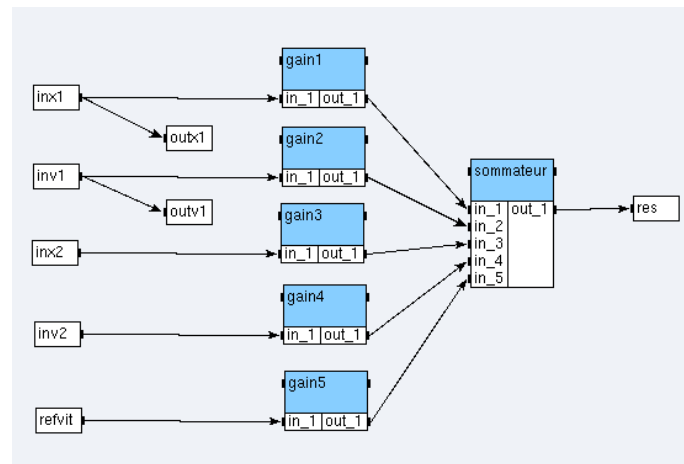 gain1
inx1
in_1 out_1
outx1
gain2
inv1
in_1 out_1
sommateur
outv1
gain3
in_1 out_1
res
in_2
in_3
inx2
in_1 out_1
in_4
in_5
gain4
inv2
in_1 out_1
gain5
refvit
in_1 out_1